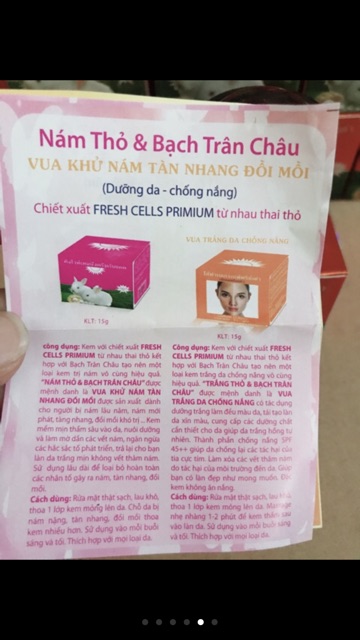 Nám Thỏ & Bạch Trân Châu
VUA KHỬ NÁM TÀN NHANG ĐỒI MỒI
(Dưỡng da - chống nắng)
Chiết xuất FRESH CELLS PRIMIUM từ nhau thai thỏ
VUA TRẮNG DA CHỐNG NẮNG
KLT: 15g
KLT: 15g
công dụng: Kem với chiết xuất FRESH
CELLS PRIMIUM từ nhau thai thỏ kết
hợp với Bạch Trân Châu tạo nên một
loại kem trị nám vô cùng hiệu quả.
"NÁM THỎ & BẠCH TRÂN CHÂU" được
mệnh danh là VUA KHỬ NÁM TÀN
NHANG ĐỒI MỒI được sản xuất dành
cho người bị nám lâu năm, nám mới
phát, tàng nhang, đồi mồi khó trị ... Kem
mềm mịn thấm sâu vào da, nuôi dưỡng
và làm mờ dần các vết nám, ngăn ngừa
các hắc sắc tố phát triển, trả lại cho bạn
làn da trắng mịn không vết thâm nám.
Sử dụng lâu dài để loại bỏ hoàn toàn
các nhân tố gây ra nám, tàn nhang, đồi
mồi.
Cách dùng: Rửa mặt thật sạch, lau khô,
thoa 1 lớp kem mỏng lên da. Chỗ da bị
nám nặng, tàn nhang, đồi mồi thoa
kem nhiều hơn. Sử dụng vào mỗi buổi
sáng và tối. Thích hợp với mọi loại da.
Công dụng: Kem với chiết xuất FRESH
CELLS PRIMIUM từ nhau thai thỏ kết
hợp với Bạch Trân Châu tạo nên một
loại kem trắng da chống nắng vô cùng
hiệu quả. "TRẮNG THỎ & BẠCH TRÂN
CHÂU" được mệnh danh là VUA
TRẮNG DA CHỐNG NẮNG có tác dụng
dưỡng trắng làm đều màu da, tái tạo làn
da xỉn màu, cung cấp các dưỡng chất
cần thiết cho da giúp da trắng hồng tự
nhiên. Thành phần chống nắng SPF
45++ giúp da chống lại các tác hại của
tia cực tím. Làm xóa các vết thâm nám
do tác hại của môi trường đến da. Giúp
bạn có làn đẹp như mong muốn. Đặc
biệt kem không ăn nắng.
Cách dùng: Rửa mặt thật sạch, lau khô,
thoa 1 lớp kem mỏng lên da. Massage
nhẹ nhàng 1-2 phút để kem thấm sâu
vào làn da. Sử dụng vào mỗi buổi sáng
và tối. Thích hợp với mọi loại da.